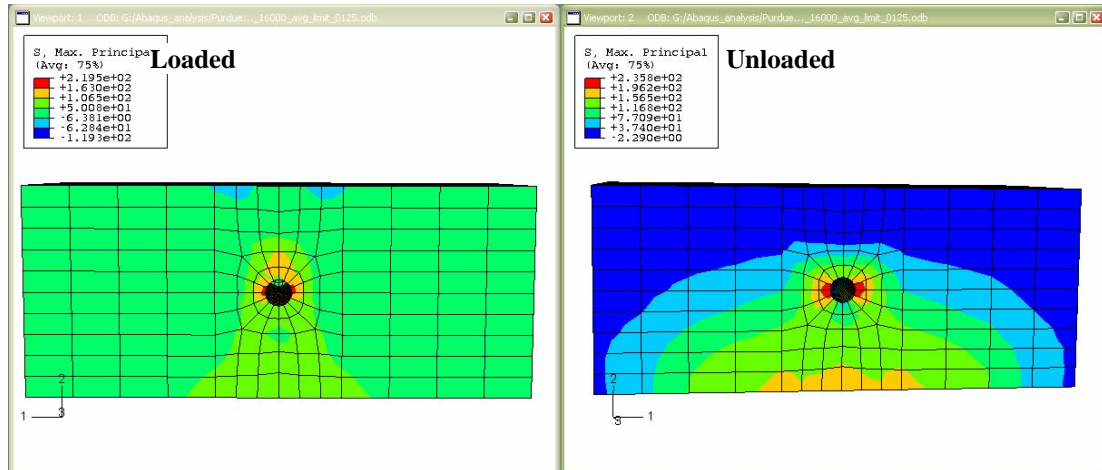 Viewport: 1 ODB: G:/Abaqus_analysis/Purdue..._16000_avg_limit_0125.odb
S, Max. Principa
(Avg: 75%)
+2.195e+02
+1.630e+02
+1.065e+02
+5.008e+01
-6.381e+00
-6.284e+01
-1.193e+02
Loaded
2
1
3
Viewport: 2 ODB: G:/Abaqus_analysis/Purdue..._16000_avg_limit_0125.odb
S, Max. Principal
(Avg: 75%)
+2.358e+02
+1.962e+02
+1.565e+02
+1.168e+02
+7.709e+01
+3.740e+01
-2.290e+00
Unloaded
2
3
1